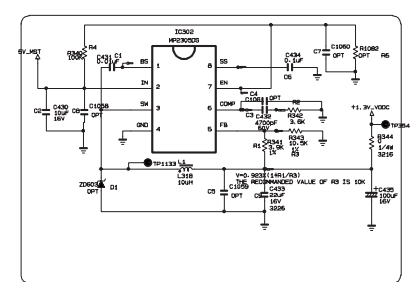 IC302
MP2305DS
5V_MST
R4
R340
100K
C431
0.01uF
C1
BS
IN
SW
GND
1
2
3
4
8
7
6
5
SS
EN
COMP
FB
C434
0.1uF
C6
C7
C1060
OPT
R1082
OPT
R5
C4
C1061
OPT
C3
C432
4700pF
50V
R2
R342
3.6K
R343
10.5K
1%
R3
R1
R341
3.9K
1%
C2
C430
10uF
16V
C8
C1058
OPT
+1.3V_VDDC
TP354
R344
0
1/4W
3216
TP1133
L1
L318
10uH
ZD603
OPT
D1
C5
C1059
OPT
V=0.923X(1+R1/R3)
THE RECOMMANDED VALUE OF R3 IS 10K
C9
C433
22uF
16V
3225
+
C435
100uF
16V